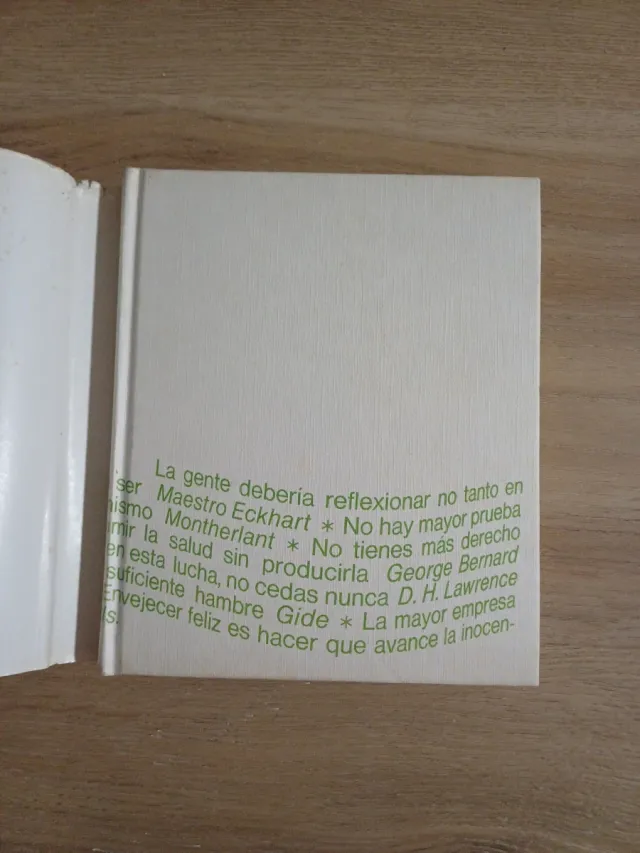 La gente debería reflexionar no tanto en
ser Maestro Eckhart * No hay mayor prueba
nismo Montherlant * No tienes más derecho
mir la salud sin producirla George Bernard
en esta lucha, no cedas nunca D. H. Lawrence
suficiente hambre Gide * La mayor empresa
Envejecer feliz es hacer que avance la inocen-
is.